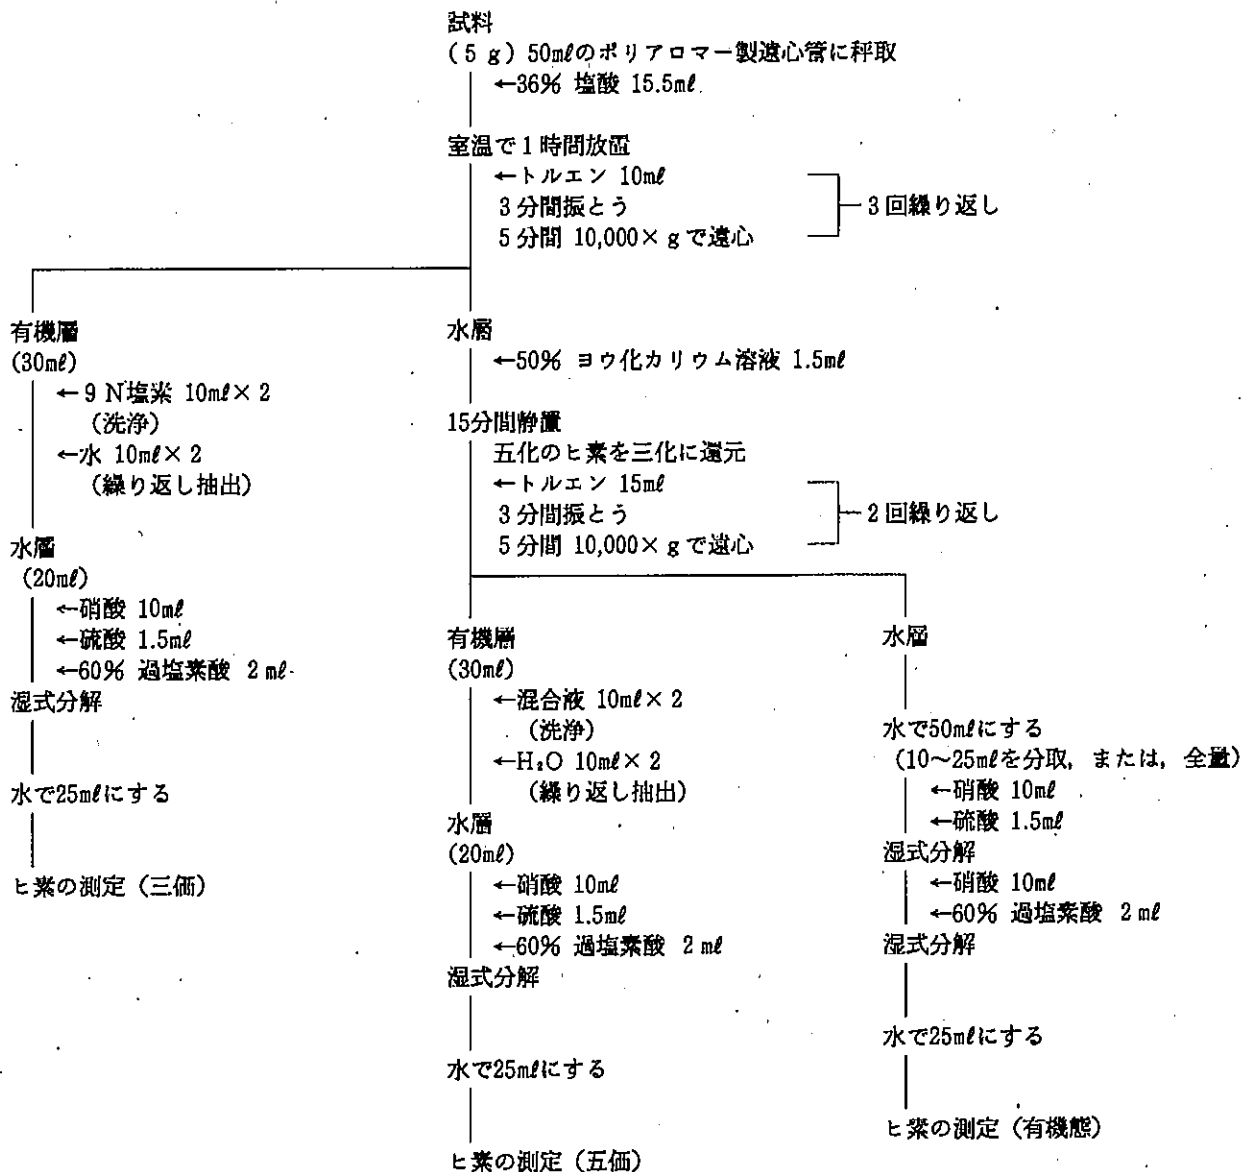 試料
(5 g) 50mlのポリアロマー製遠心管に秤取
←36% 塩酸 15.5ml
室温で1時間放置
←トルエン 10ml
3分間振とう
5分間 10,000×gで遠心
3回繰り返し
有機層
(30ml)
←9 N塩素 10ml×2
(洗浄)
←水 10ml×2
(繰り返し抽出)
水層
(20ml)
←硝酸 10ml
←硫酸 1.5ml
←60% 過塩素酸 2ml
湿式分解
水で25mlにする
ヒ素の測定（三価）
水層
←50% ヨウ化カリウム溶液 1.5ml
15分間静置
五化のヒ素を三化に還元
←トルエン 15ml
3分間振とう
5分間 10,000×gで遠心
2回繰り返し
有機層
(30ml)
←混合液 10ml×2
(洗浄)
←H₂O 10ml×2
(繰り返し抽出)
水層
(20ml)
←硝酸 10ml
←硫酸 1.5ml
←60% 過塩素酸 2ml
湿式分解
水で25mlにする
ヒ素の測定（五価）
水層
水で50mlにする
(10〜25mlを分取，または，全量)
←硝酸 10ml
←硫酸 1.5ml
湿式分解
←硝酸 10ml
←60% 過塩素酸 2ml
湿式分解
水で25mlにする
ヒ素の測定（有機態）